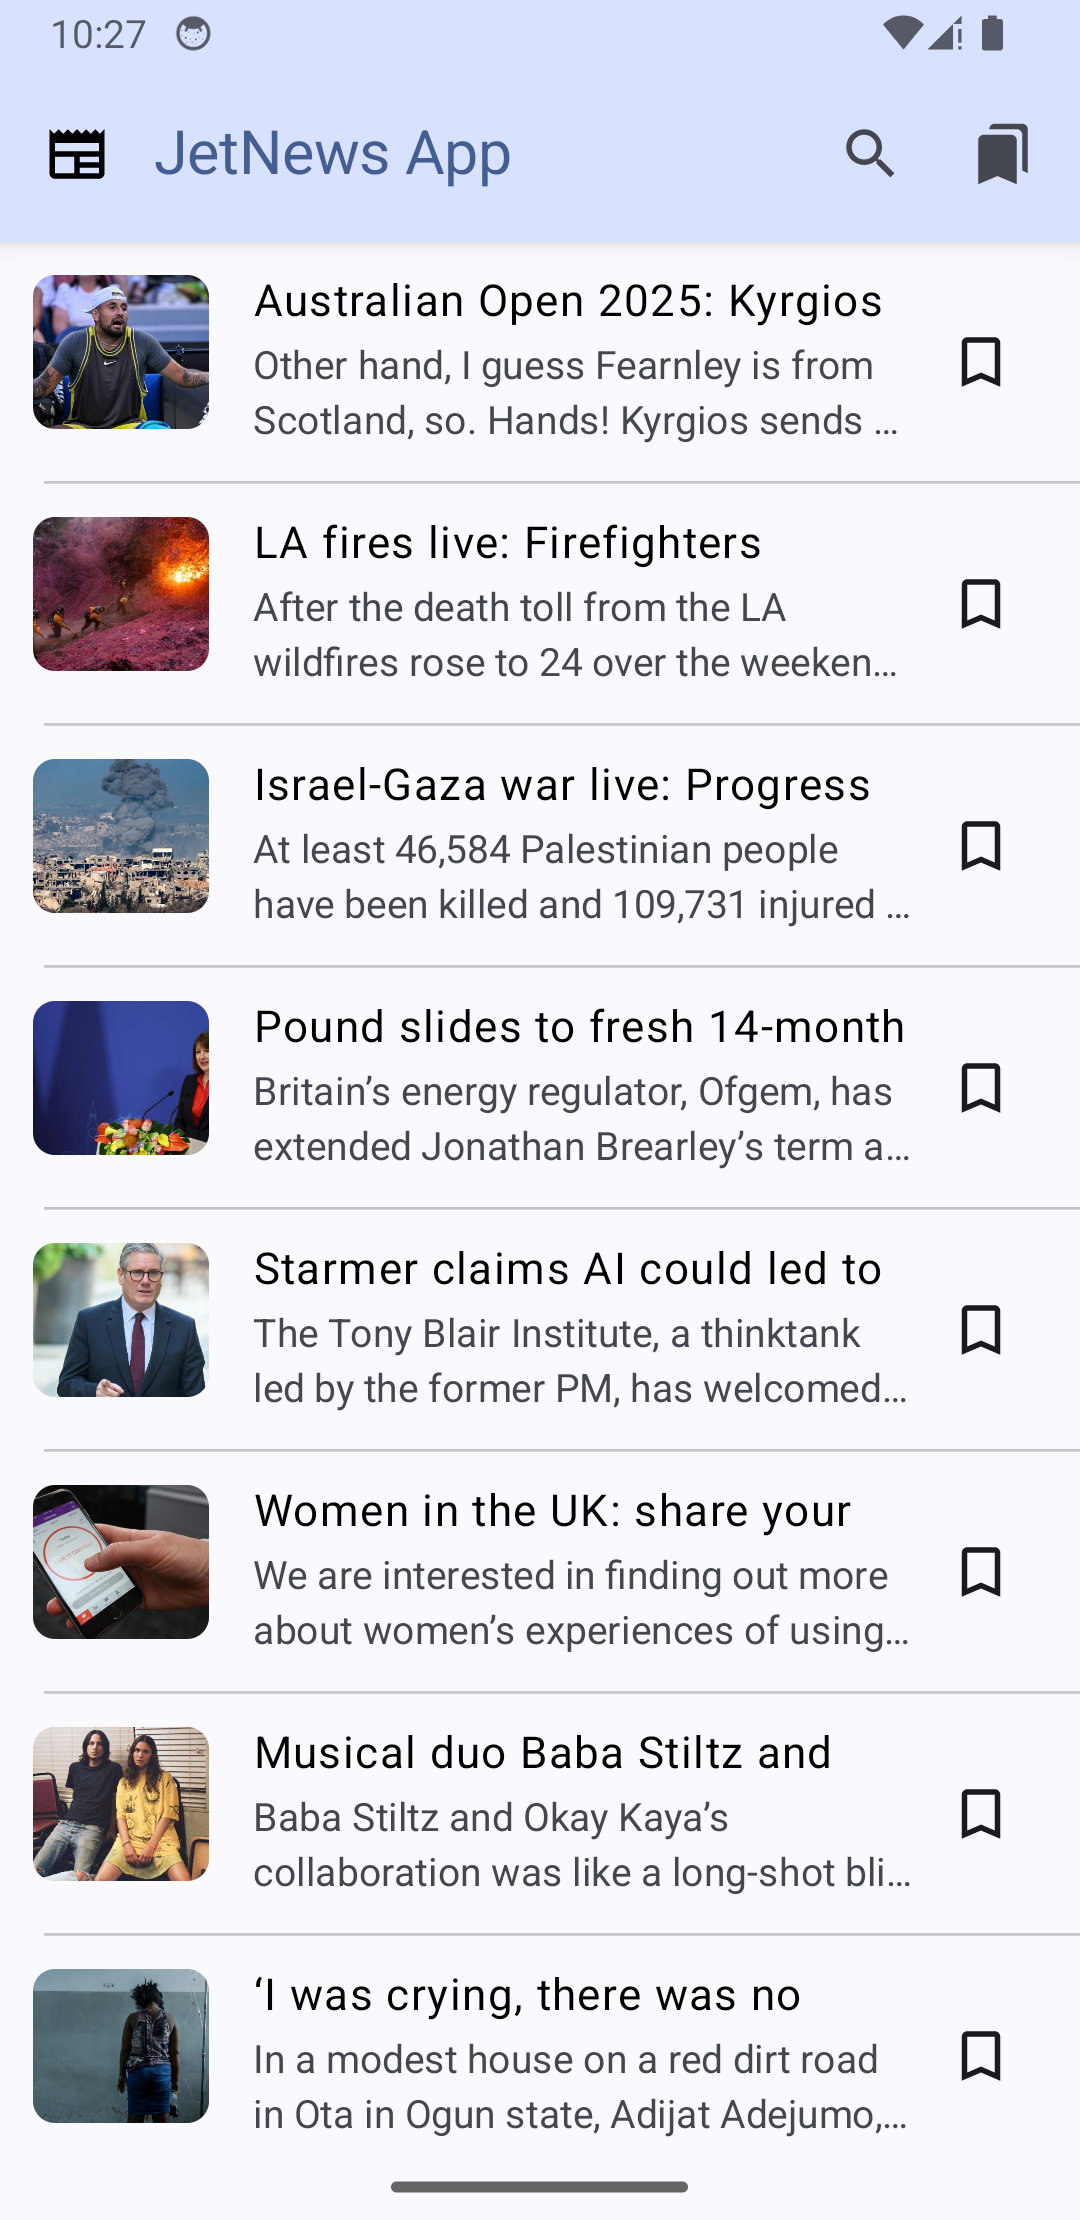 10:27
JetNews App
Australian Open 2025: Kyrgios
Other hand, I guess Fearnley is from
Scotland, so. Hands! Kyrgios sends …
LA fires live: Firefighters
After the death toll from the LA
wildfires rose to 24 over the weeken…
Israel-Gaza war live: Progress
At least 46,584 Palestinian people
have been killed and 109,731 injured …
Pound slides to fresh 14-month
Britain’s energy regulator, Ofgem, has
extended Jonathan Brearley’s term a…
Starmer claims AI could led to
The Tony Blair Institute, a thinktank
led by the former PM, has welcomed…
Women in the UK: share your
We are interested in finding out more
about women’s experiences of using…
Musical duo Baba Stiltz and
Baba Stiltz and Okay Kaya’s
collaboration was like a long-shot bli…
‘I was crying, there was no
In a modest house on a red dirt road
in Ota in Ogun state, Adijat Adejumo,…